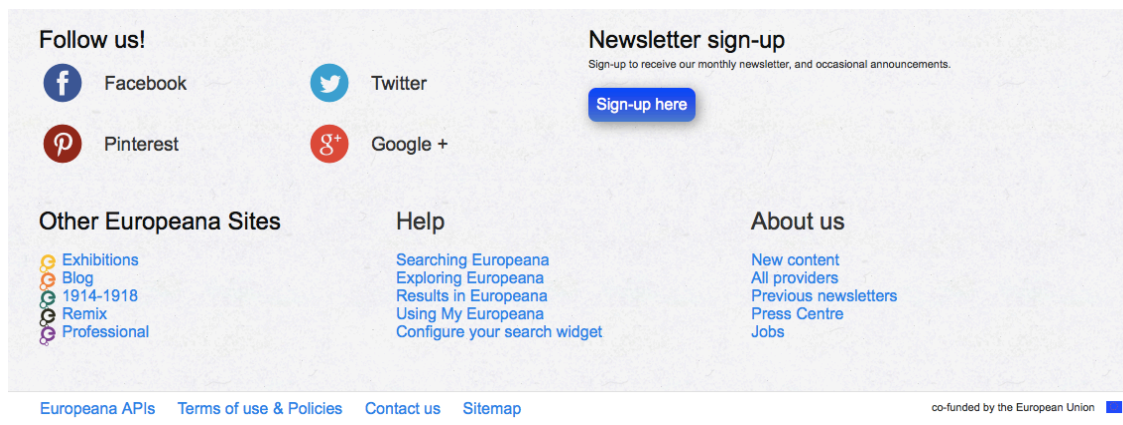 Follow us!
Facebook
Twitter
Pinterest
Google +
Newsletter sign-up
Sign-up to receive our monthly newsletter, and occasional announcements.
Sign-up here
Other Europeana Sites
Exhibitions
Blog
1914-1918
Remix
Professional
Help
Searching Europeana
Exploring Europeana
Results in Europeana
Using My Europeana
Configure your search widget
About us
New content
All providers
Previous newsletters
Press Centre
Jobs
Europeana APIs Terms of use & Policies Contact us Sitemap
co-funded by the European Union